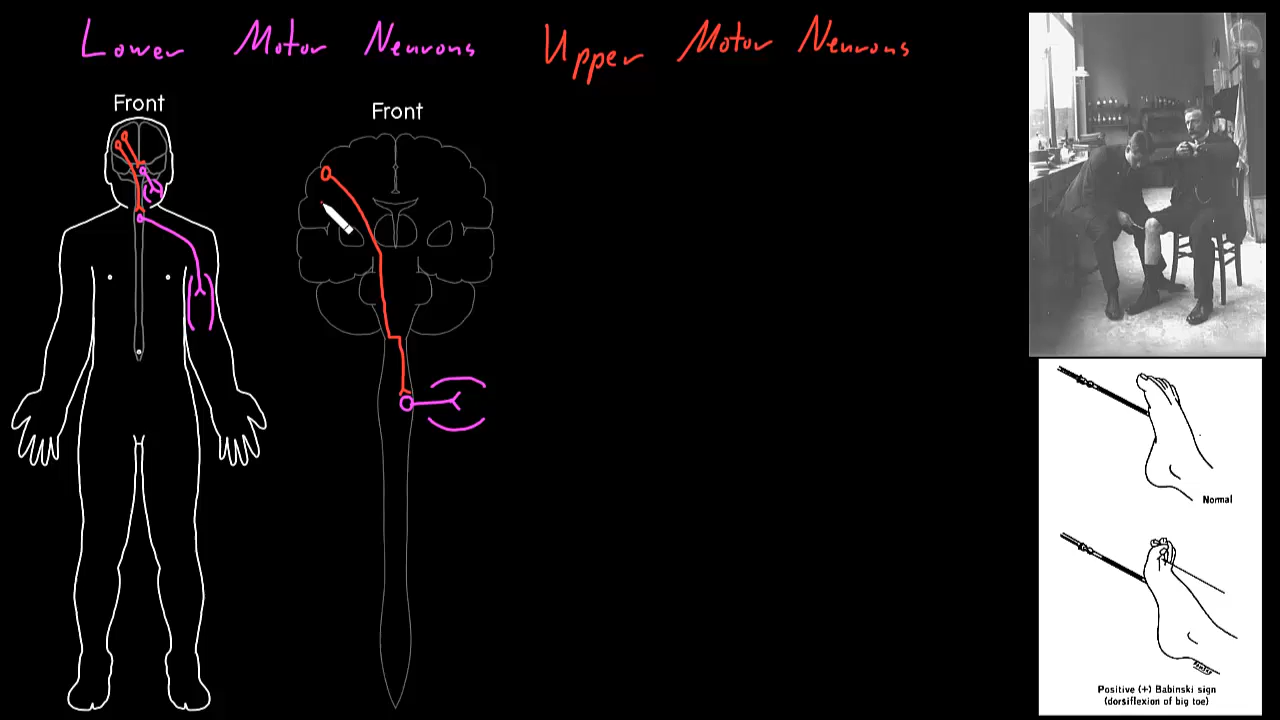 Lower Motor Neurons
Upper Motor Neurons
Front
Front
Normal
Positive (+) Babinski sign
(dorsiflexion of big toe)